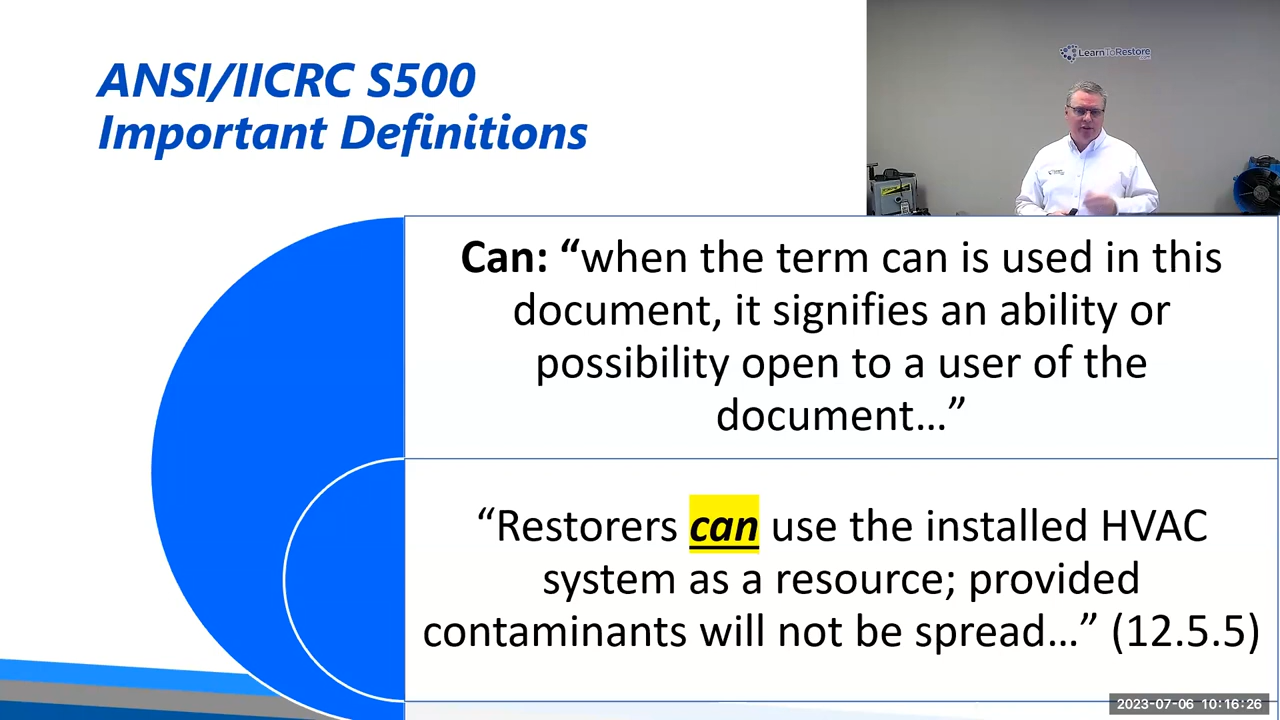 ANSI/IICRC S500
Important Definitions
LearnToRestore
Can: “when the term can is used in this
document, it signifies an ability or
possibility open to a user of the
document…”
“Restorers can use the installed HVAC
system as a resource; provided
contaminants will not be spread…” (12.5.5)
2023-07-06 10:16:26